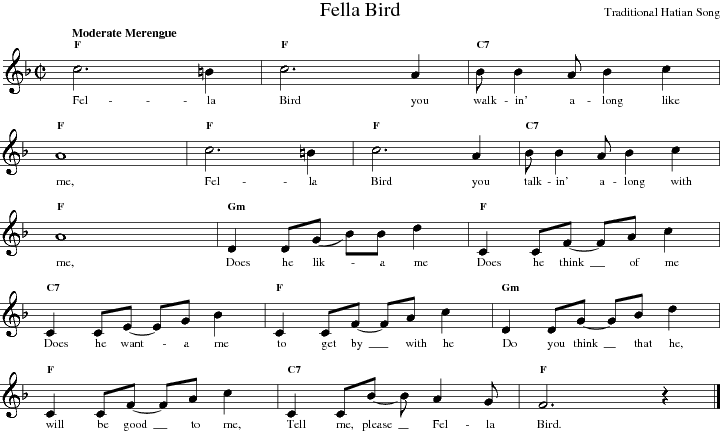 Fella Bird
Traditional Hatian Song
Moderate Merengue
F F C7
Fel - - - la Bird you walk - in' a - long like
F F F C7
me, Fel - - la Bird you talk - in' a - long with
F Gm F
me, Does he lik - a me Does he think __ of me
C7 F Gm
Does he want - a me to get by ___ with he Do you think __ that he,
F C7 F
will be good __ to me, Tell me, please __ Fel - la Bird.